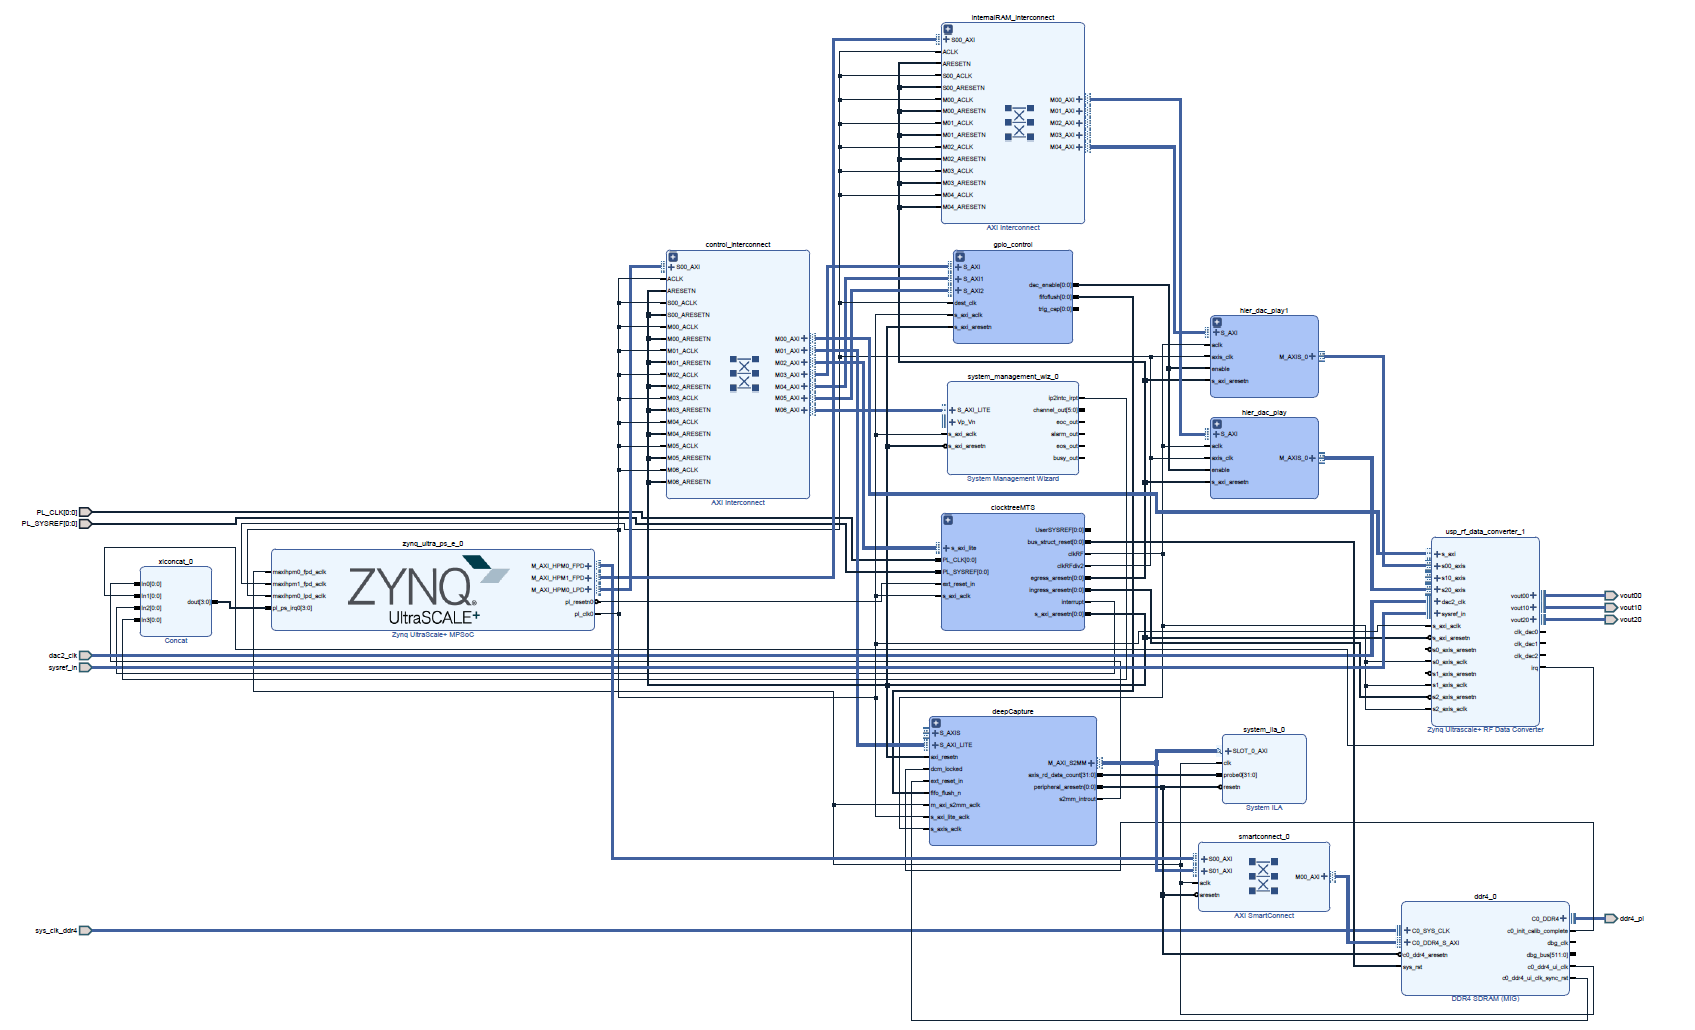 internalRAM_interconnect
S00_AXI
ACLK
ARESETN
S00_ACLK
S00_ARESETN
M00_ACLK
M00_ARESETN
M01_ACLK
M01_ARESETN
M02_ACLK
M02_ARESETN
M03_ACLK
M03_ARESETN
M04_ACLK
M04_ARESETN
M00_AXI
M01_AXI
M02_AXI
M03_AXI
M04_AXI
AXI Interconnect
control_interconnect
S00_AXI
ACLK
ARESETN
S00_ACLK
S00_ARESETN
M00_ACLK
M00_ARESETN
M01_ACLK
M01_ARESETN
M02_ACLK
M02_ARESETN
M03_ACLK
M03_ARESETN
M04_ACLK
M04_ARESETN
M05_ACLK
M05_ARESETN
M06_ACLK
M06_ARESETN
M00_AXI
M01_AXI
M02_AXI
M03_AXI
M04_AXI
M05_AXI
M06_AXI
AXI Interconnect
gpio_control
S_AXI
S_AXI1
S_AXI2
dest_clk
s_axi_aclk
s_axi_aresetn
dac_enable[0:0]
fifoflush[0:0]
trig_cap[0:0]
hier_dac_play1
S_AXI
aclk
axis_clk
enable
s_axi_aresetn
M_AXIS_0
system_management_wiz_0
S_AXI_LITE
Vp_Vn
s_axi_aclk
s_axi_aresetn
ip2intc_irpt
channel_out[5:0]
eoc_out
alarm_out
eos_out
busy_out
System Management Wizard
hier_dac_play
S_AXI
aclk
axis_clk
enable
s_axi_aresetn
M_AXIS_0
PL_CLK[0:0]
PL_SYSREF[0:0]
clocktreeMTS
s_axi_lite
PL_CLK[0:0]
PL_SYSREF[0:0]
ext_reset_in
s_axi_aclk
UserSYSREF[0:0]
bus_struct_reset[0:0]
clkRF
clkRFdiv2
egress_aresetn[0:0]
ingress_aresetn[0:0]
interrupt
s_axi_aresetn[0:0]
xlconcat_0
In0[0:0]
In1[0:0]
In2[0:0]
In3[0:0]
dout[3:0]
Concat
zynq_ultra_ps_e_0
maxihpm0_fpd_aclk
maxihpm1_fpd_aclk
maxihpm0_lpd_aclk
pl_ps_irq0[3:0]
ZYNQ
UltraSCALE+
M_AXI_HPM0_FPD
M_AXI_HPM1_FPD
M_AXI_HPM0_LPD
pl_resetn0
pl_clk0
Zynq UltraScale+ MPSoC
usp_rf_data_converter_1
s_axi
s00_axis
s10_axis
s20_axis
dac2_clk
sysref_in
s_axi_aclk
s_axi_aresetn
s0_axis_aresetn
s0_axis_aclk
s1_axis_aresetn
s1_axis_aclk
s2_axis_aresetn
s2_axis_aclk
vout00
vout10
vout20
clk_dac0
clk_dac1
clk_dac2
irq
Zynq Ultrascale+ RF Data Converter
vout00
vout10
vout20
dac2_clk
sysref_in
deepCapture
S_AXIS
S_AXI_LITE
axi_resetn
dcm_locked
ext_reset_in
fifo_flush_n
m_axi_s2mm_aclk
s_axi_lite_aclk
s_axis_aclk
M_AXI_S2MM
axis_rd_data_count[31:0]
peripheral_aresetn[0:0]
s2mm_introut
system_ila_0
SLOT_0_AXI
clk
probe0[31:0]
resetn
System ILA
smartconnect_0
S00_AXI
S01_AXI
aclk
aresetn
M00_AXI
AXI SmartConnect
sys_clk_ddr4
ddr4_0
C0_SYS_CLK
C0_DDR4_S_AXI
c0_ddr4_aresetn
sys_rst
C0_DDR4
c0_init_calib_complete
dbg_clk
dbg_bus[511:0]
c0_ddr4_ui_clk
c0_ddr4_ui_clk_sync_rst
DDR4 SDRAM (MIG)
ddr4_pl